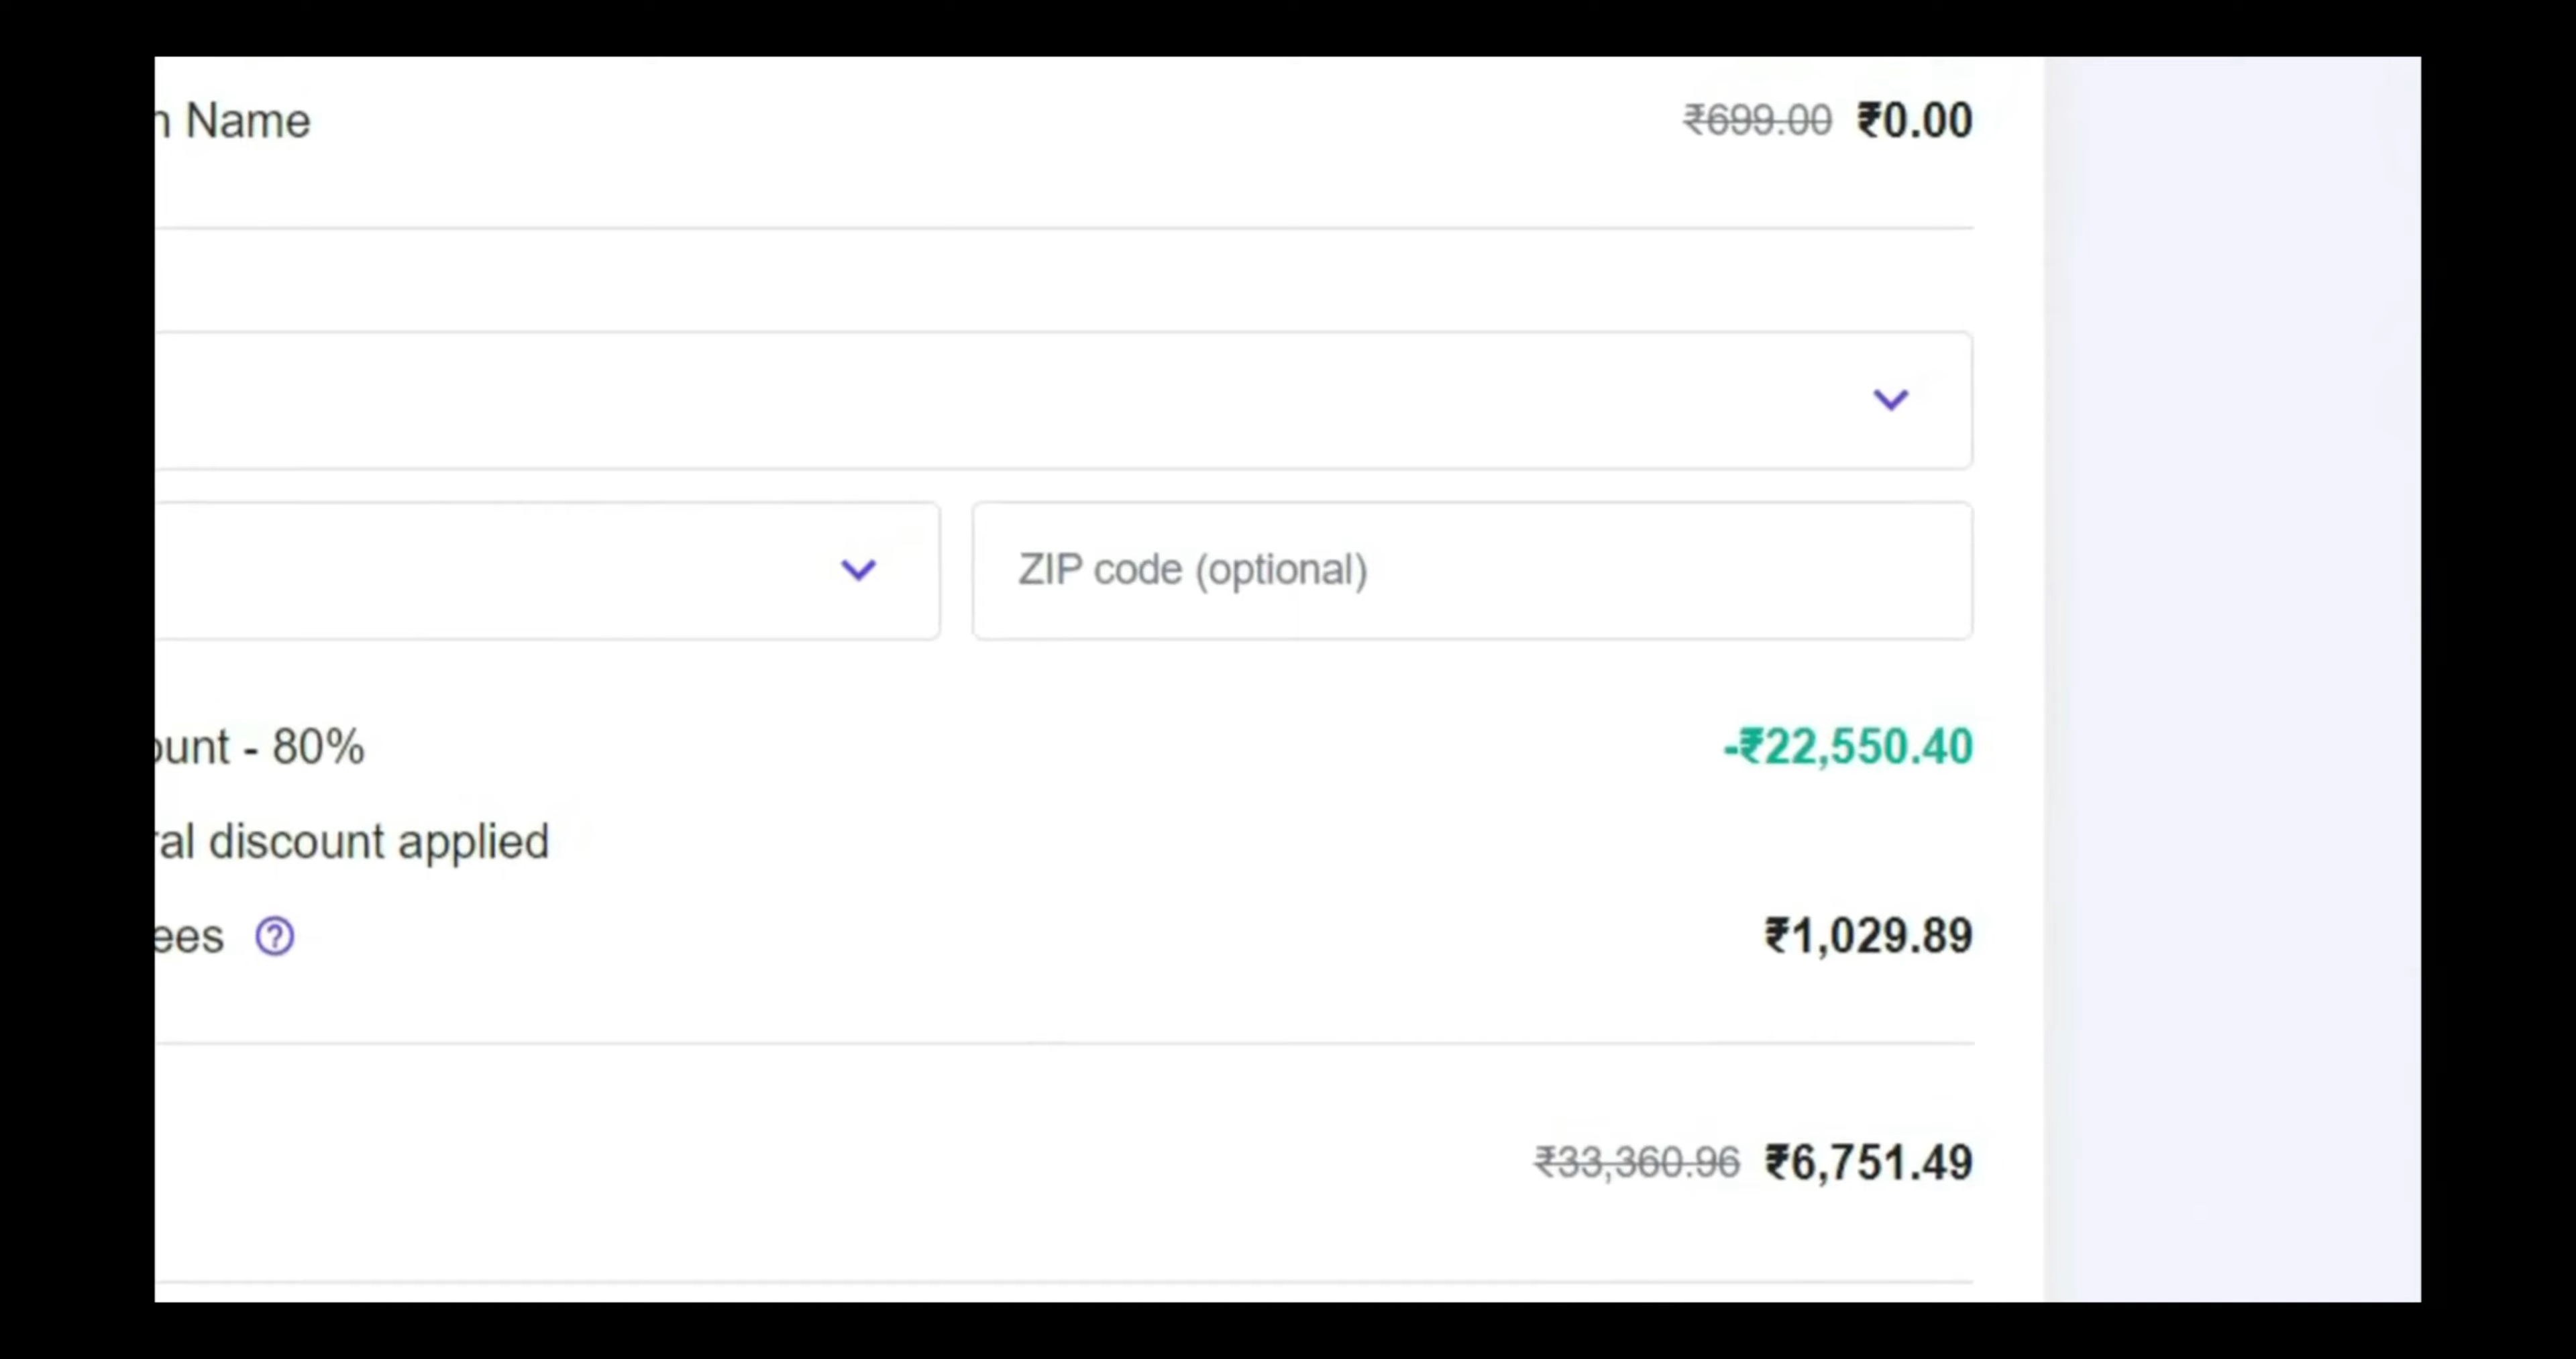 n Name ₹699.00 ₹0.00
ZIP code (optional)
ount - 80% -₹22,550.40
ral discount applied
ees ₹1,029.89
₹33,360.96 ₹6,751.49